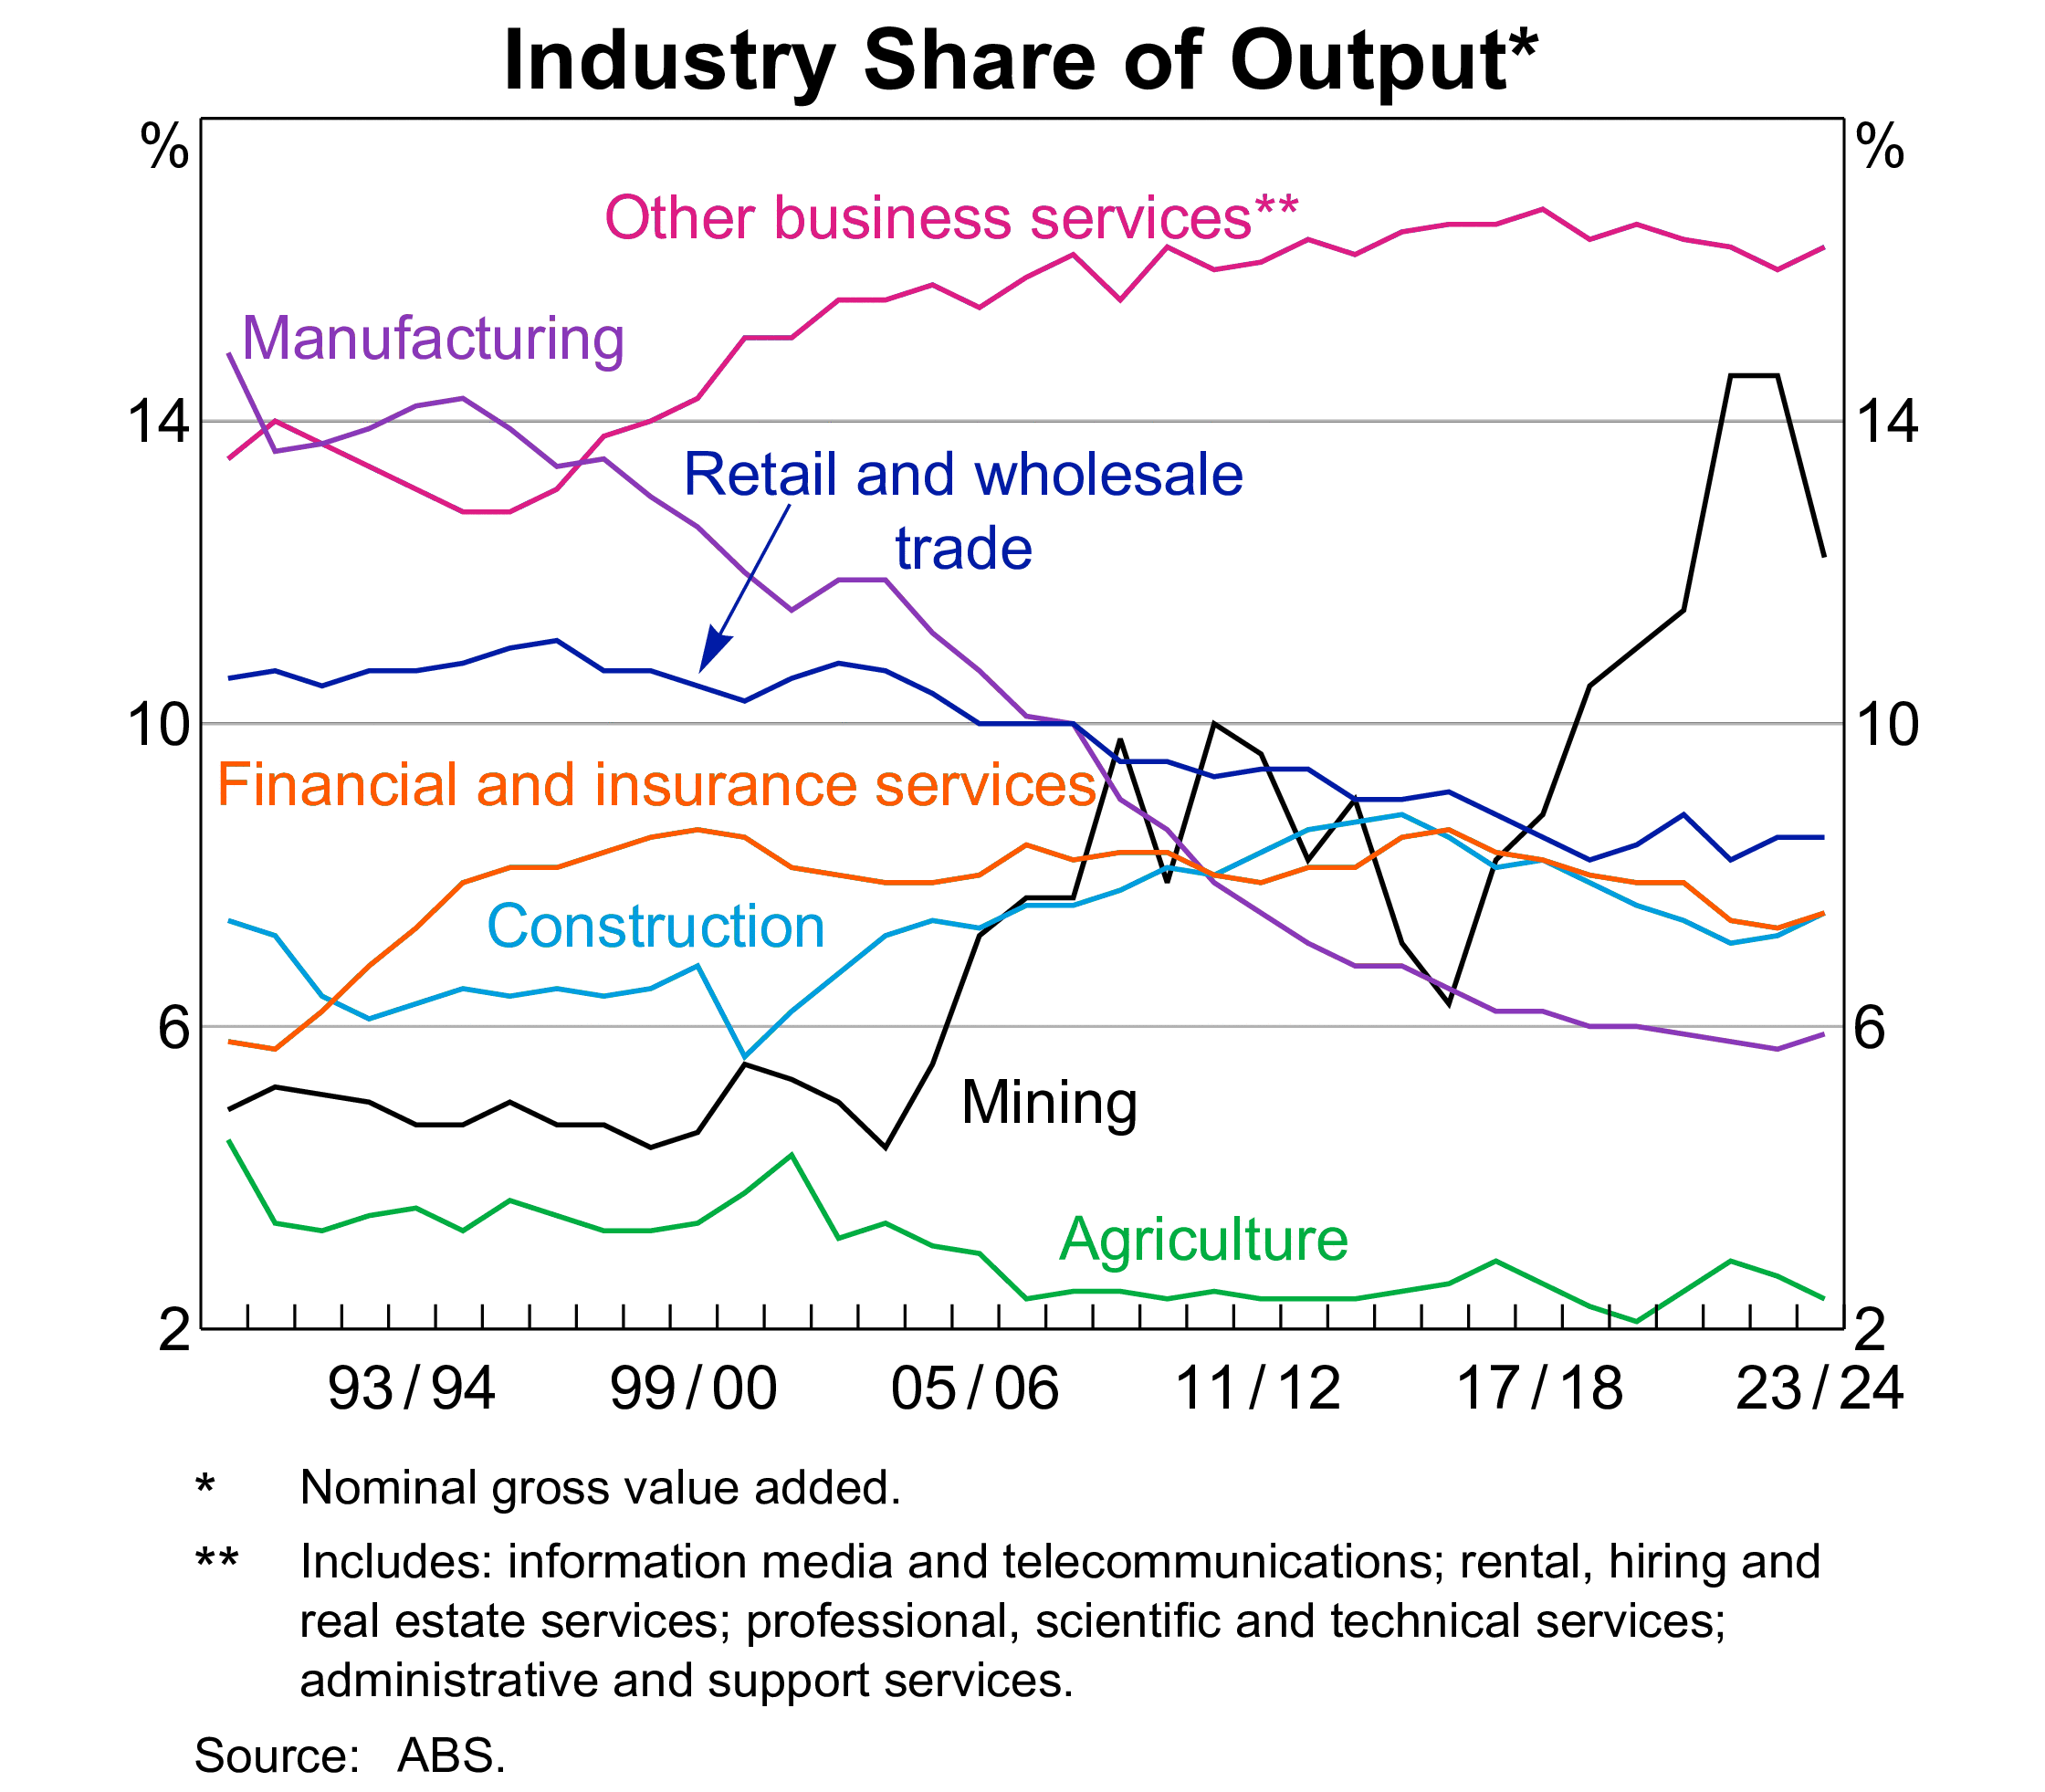 Industry Share of Output*
% %
Other business services**
Manufacturing
14 14
Retail and wholesale
trade
10 10
Financial and insurance services
Construction
6 6
Mining
Agriculture
2 2
93 / 94 99 / 00 05 / 06 11 / 12 17 / 18 23 / 24
* Nominal gross value added.
** Includes: information media and telecommunications; rental, hiring and
real estate services; professional, scientific and technical services;
administrative and support services.
Source: ABS.